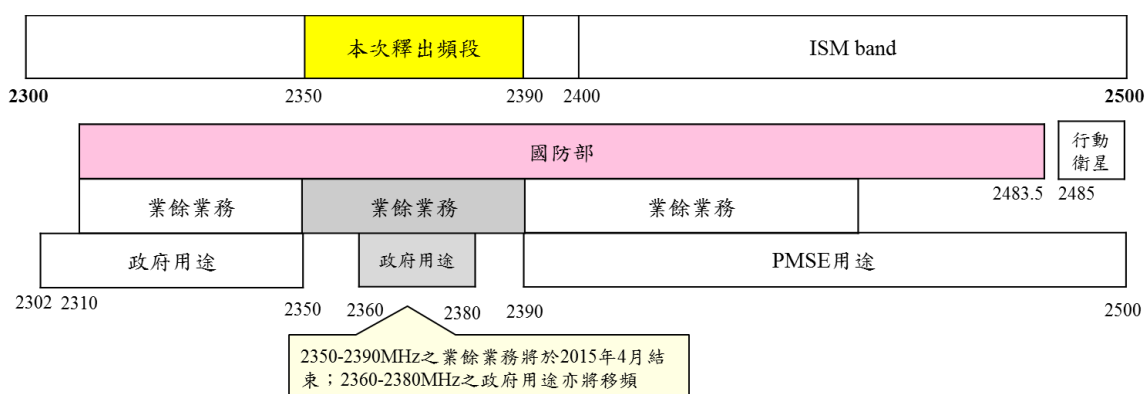 本次釋出頻段 ISM band
2300 2350 2390 2400 2500
國防部
行動
衛星
2483.5 2485
業餘業務 業餘業務 業餘業務
政府用途 政府用途 PMSE用途
2302 2310 2350 2360 2380 2390 2500
2350-2390MHz之業餘業務將於2015年4月結
束；2360-2380MHz之政府用途亦將移頻